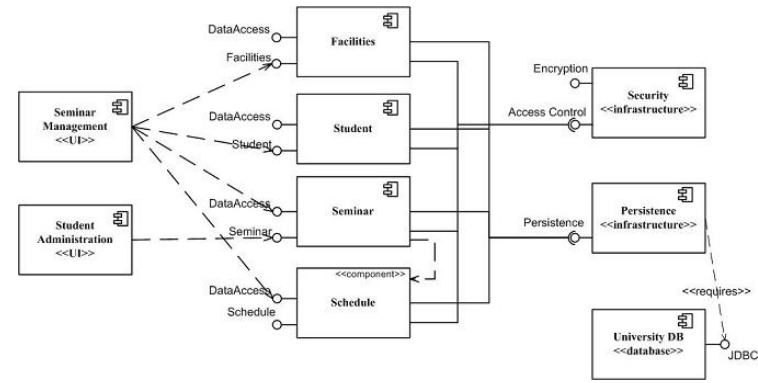 DataAccess
Facilities
Facilities
Encryption
Security
<<infrastructure>>
Access Control
Seminar
Management
<<UI>>
DataAccess
Student
Student
DataAccess
Seminar
Seminar
Student
Administration
<<UI>>
Persistence
Persistence
<<infrastructure>>
<<component>>
DataAccess
Schedule
Schedule
<<requires>>
University DB
<<database>>
JDBC